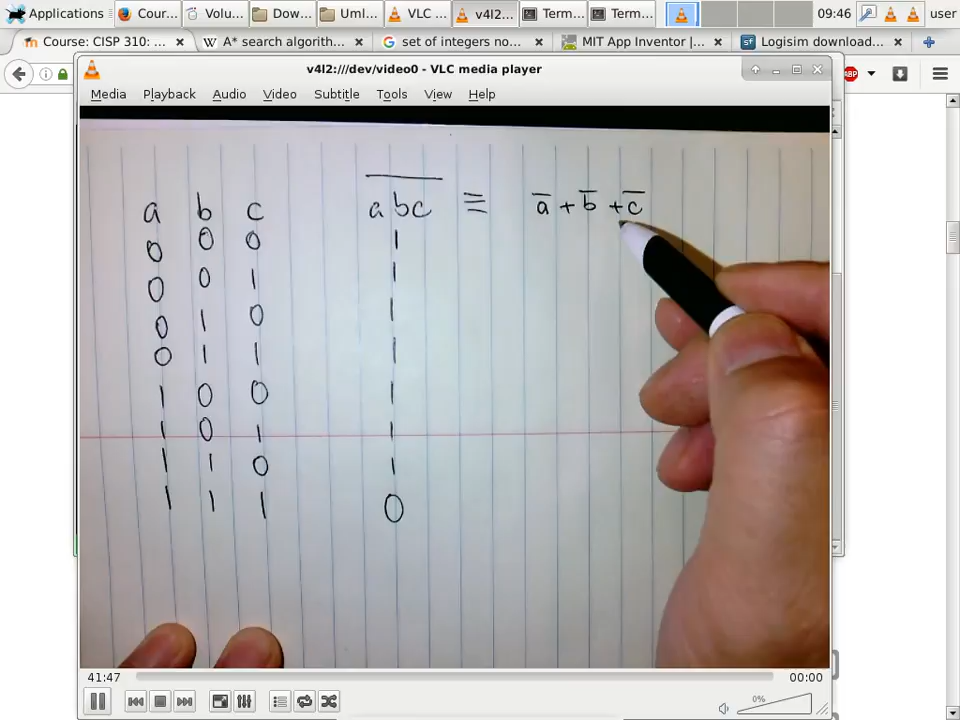 Applications Cour... Volu... Dow... Uml... VLC ... v4l2... Term... Term... 09:46 user
Course: CISP 310: ... × A* search algorith... × set of integers no... × MIT App Inventor | ... × Logisim download... ×
ABP
v4l2:///dev/video0 - VLC media player
Media Playback Audio Video Subtitle Tools View Help
a b c a̅b̅c̅ ≡ a̅ + b̅ + c̅
0 0 0 1
0 0 1 1
0 1 0 1
0 1 1 1
1 0 0 1
1 0 1 1
1 1 0 1
1 1 1 0
41:47 00:00
0%